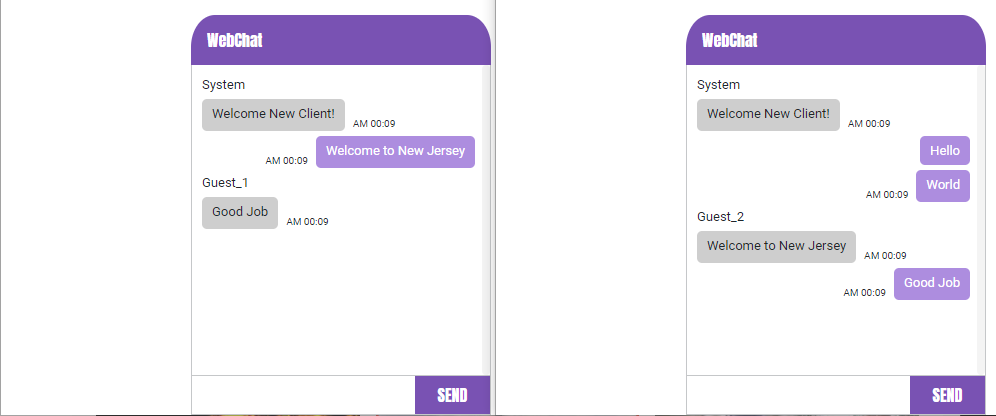 WebChat
System
Welcome New Client!
AM 00:09
AM 00:09 Welcome to New Jersey
Guest_1
Good Job
AM 00:09
SEND
WebChat
System
Welcome New Client!
AM 00:09
Hello
AM 00:09 World
Guest_2
Welcome to New Jersey
AM 00:09
AM 00:09 Good Job
SEND